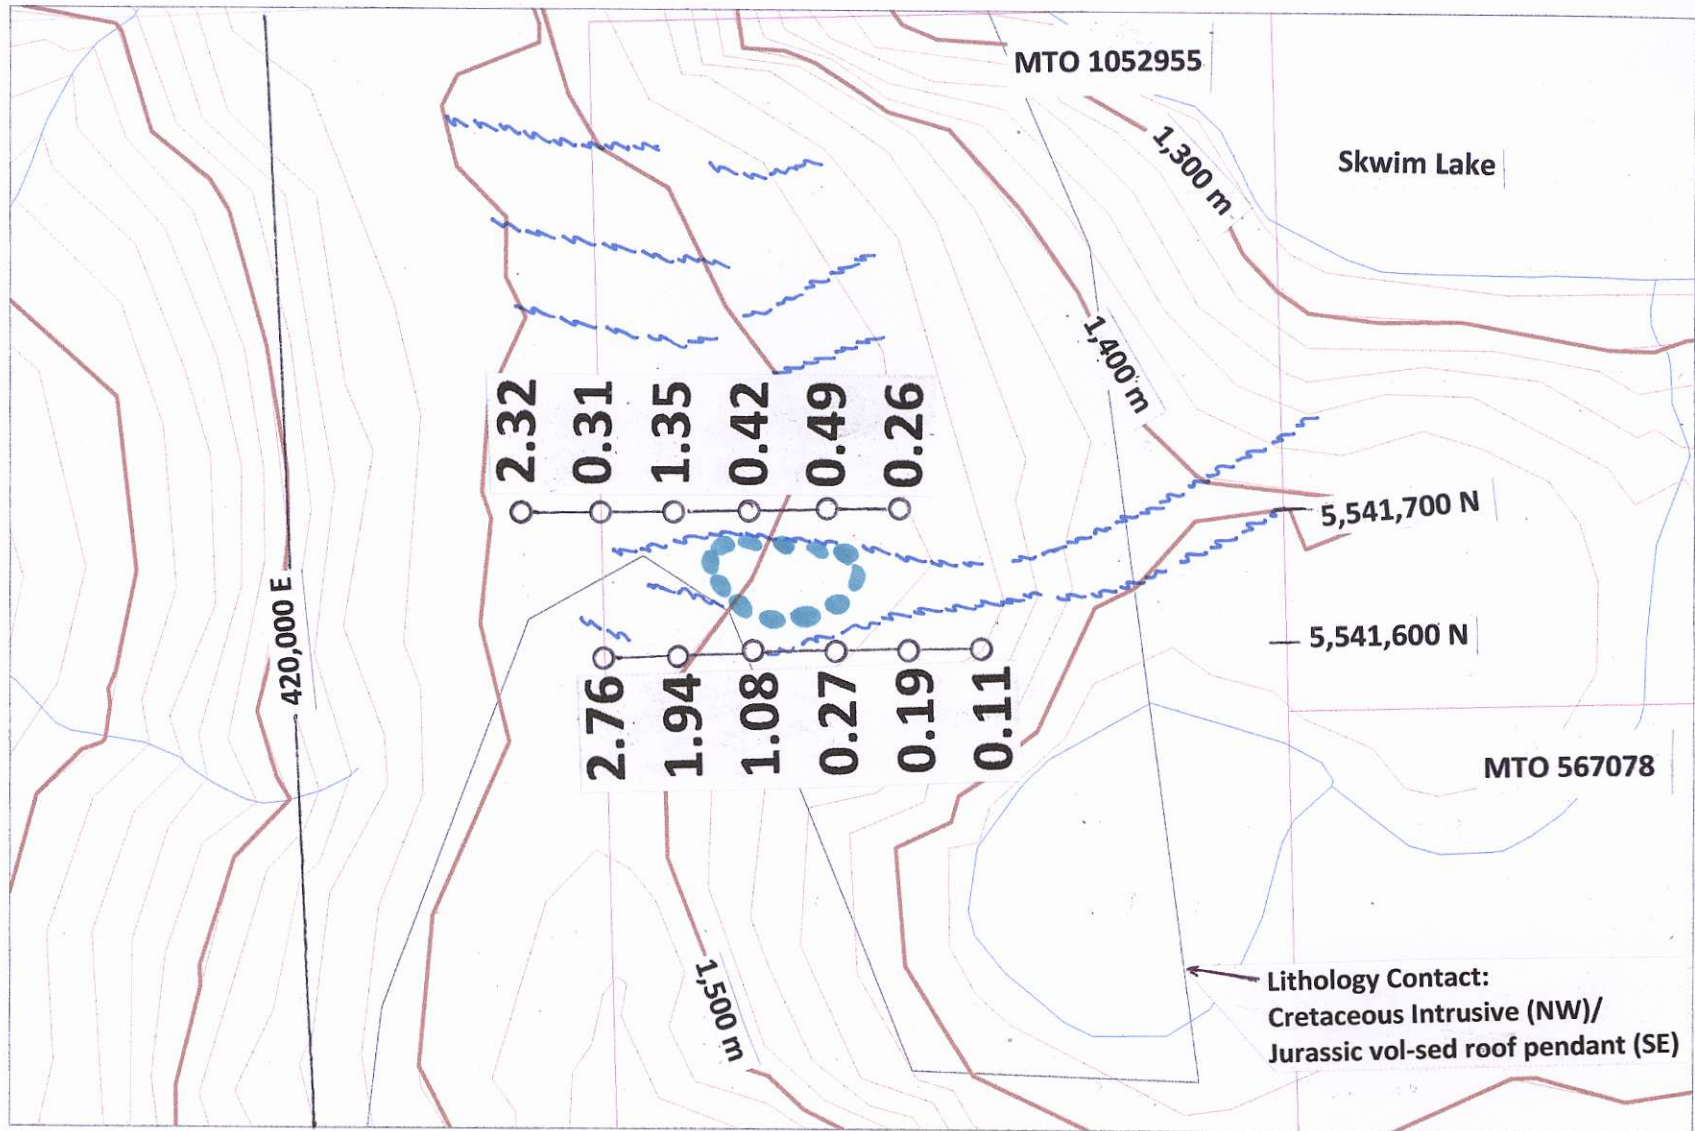 MTO 1052955
1,300 m
Skwim Lake
1,400 m
2.32
0.31
1.35
0.42
0.49
0.26
5,541,700 N
420,000 E
5,541,600 N
2.76
1.94
1.08
0.27
0.19
0.11
MTO 567078
1,500 m
Lithology Contact:
Cretaceous Intrusive (NW)/
Jurassic vol-sed roof pendant (SE)